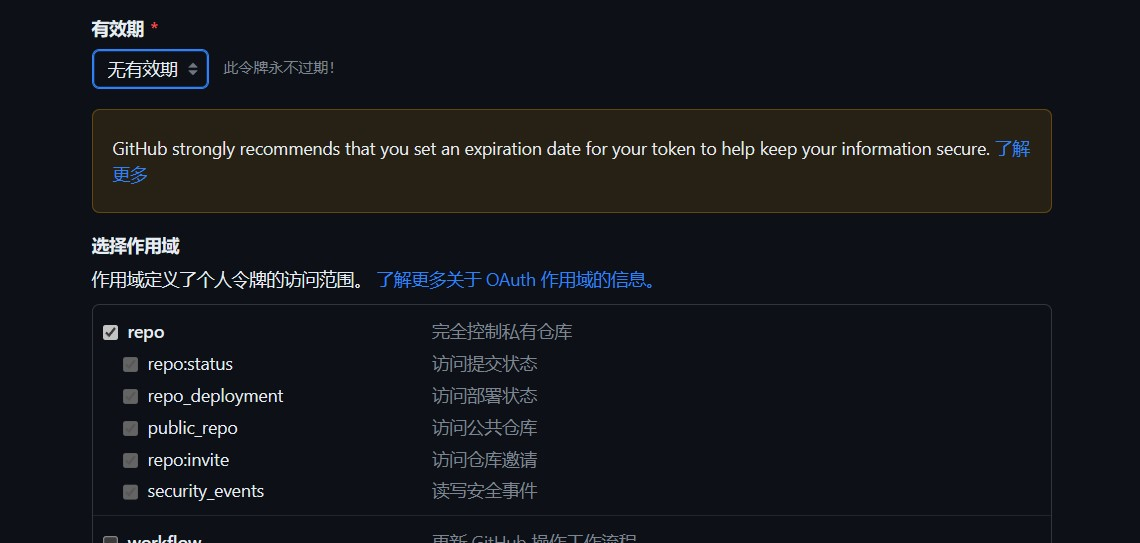 有效期 *
无有效期 此令牌永不过期!
GitHub strongly recommends that you set an expiration date for your token to help keep your information secure. 了解
更多
选择作用域
作用域定义了个人令牌的访问范围。 了解更多关于 OAuth 作用域的信息。
repo 完全控制私有仓库
repo:status 访问提交状态
repo_deployment 访问部署状态
public_repo 访问公共仓库
repo:invite 访问仓库邀请
security_events 读写安全事件
workflow 更新 GitHub 操作工作流程